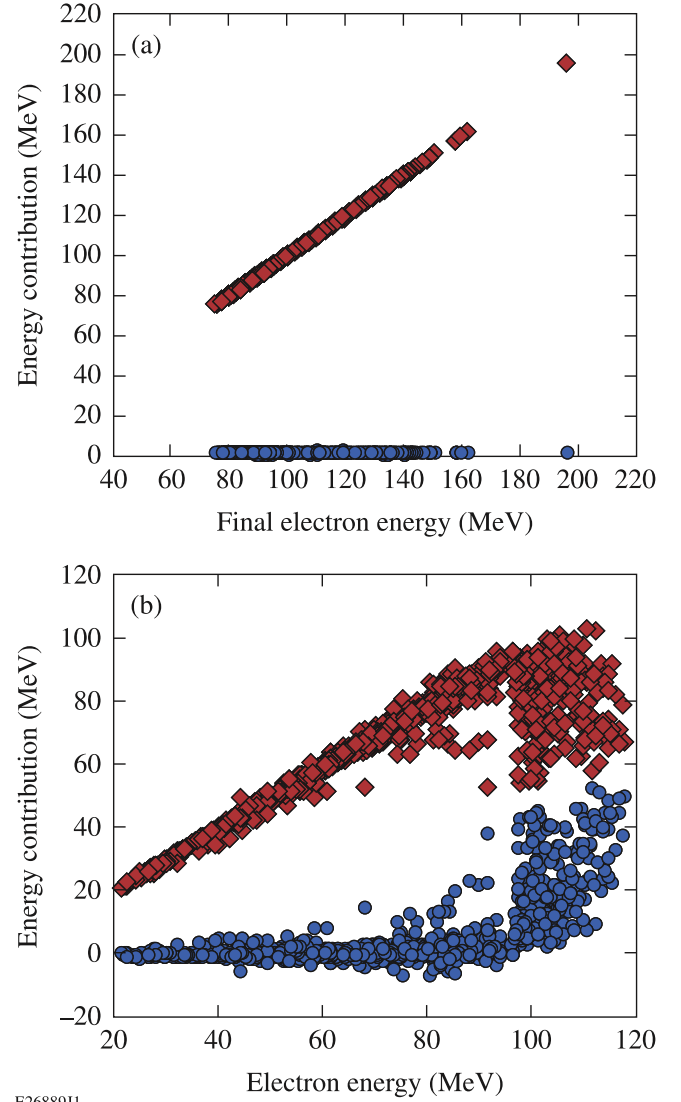 220
(a)
200
180
160
140
120
100
80
60
40
20
0
Energy contribution (MeV)
40 60 80 100 120 140 160 180 200 220
Final electron energy (MeV)
120
(b)
100
80
60
40
20
0
–20
Energy contribution (MeV)
20 40 60 80 100 120
Electron energy (MeV)
E26889J1